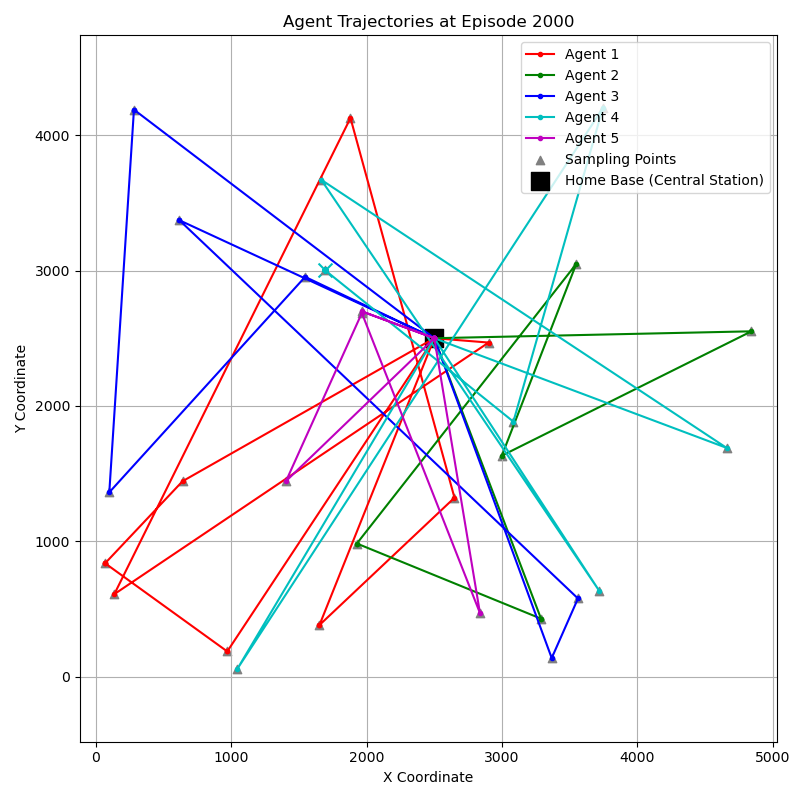 Agent Trajectories at Episode 2000
Agent 1
Agent 2
Agent 3
Agent 4
Agent 5
Sampling Points
Home Base (Central Station)
Y Coordinate
4000
3000
2000
1000
0
0
1000
2000
3000
4000
5000
X Coordinate